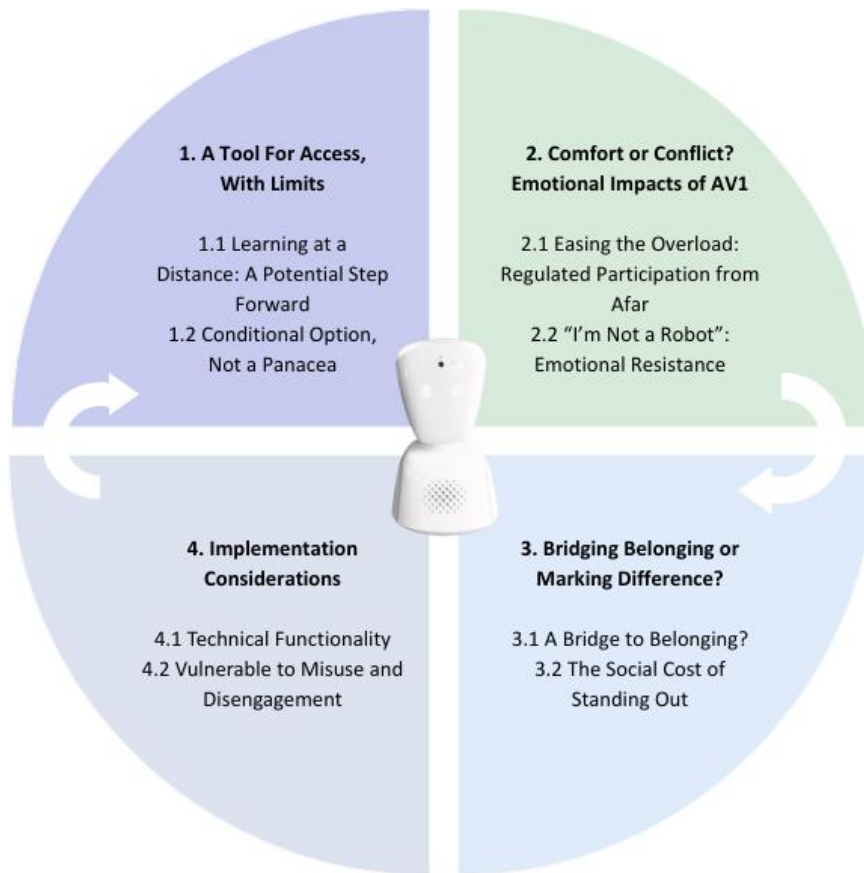 1. A Tool For Access,
With Limits
1.1 Learning at a
Distance: A Potential Step
Forward
1.2 Conditional Option,
Not a Panacea
2. Comfort or Conflict?
Emotional Impacts of AV1
2.1 Easing the Overload:
Regulated Participation from
Afar
2.2 “I’m Not a Robot”:
Emotional Resistance
3. Bridging Belonging or
Marking Difference?
3.1 A Bridge to Belonging?
3.2 The Social Cost of
Standing Out
4. Implementation
Considerations
4.1 Technical Functionality
4.2 Vulnerable to Misuse and
Disengagement